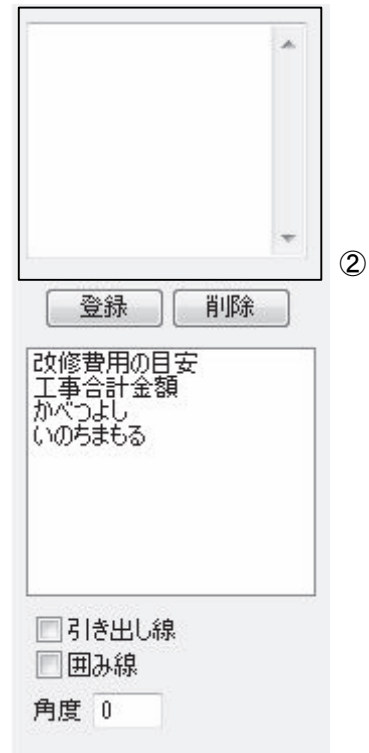 ②
登録 削除
改修費用の目安
工事合計金額
かべつよし
いのちまもる
引き出し線
囲み線
角度 0